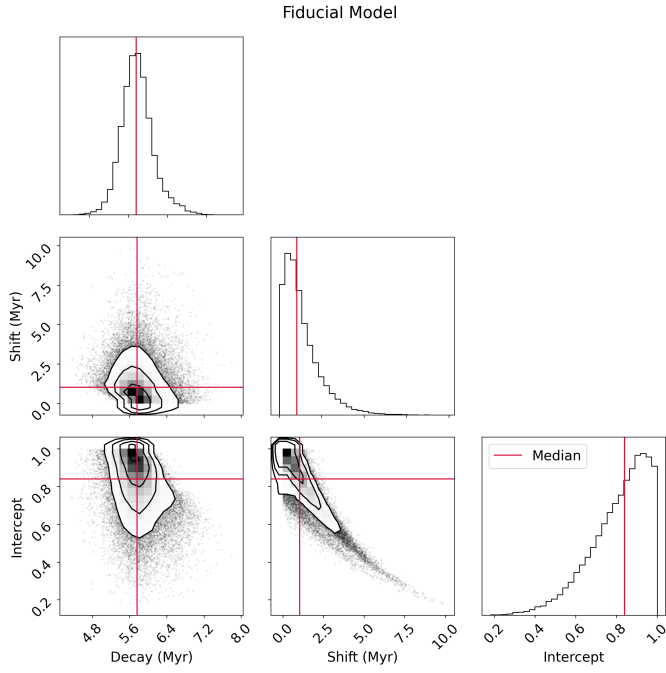 Fiducial Model
Shift (Myr)
10.0
7.5
5.0
2.5
0.0
Intercept
1.0
0.8
0.6
0.4
0.2
Median
4.8 5.6 6.4 7.2 8.0
0.0 2.5 5.0 7.5 10.0
0.2 0.4 0.6 0.8 1.0
Decay (Myr)
Shift (Myr)
Intercept